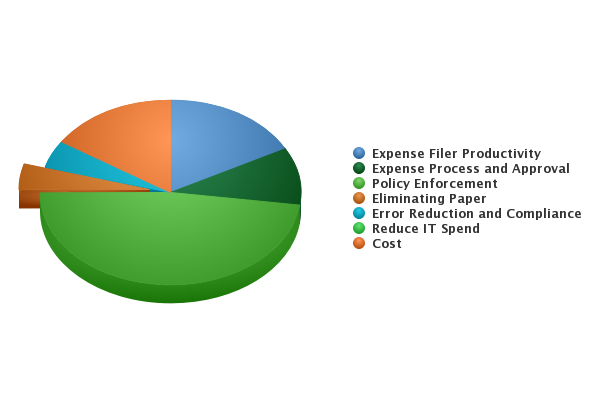 Expense Filer Productivity
Expense Process and Approval
Policy Enforcement
Eliminating Paper
Error Reduction and Compliance
Reduce IT Spend
Cost